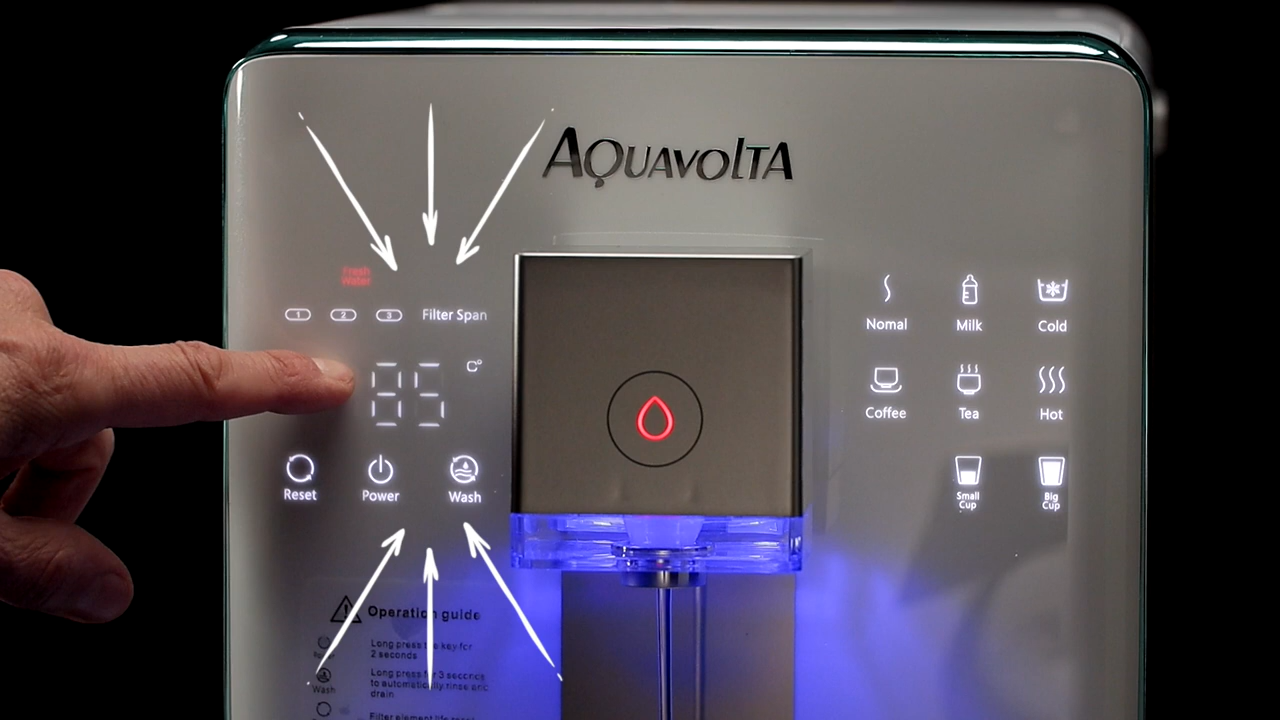 AQUAVOLTA
Fresh
Water
1 2 3 Filter Span
85 C°
Reset Power Wash
Nomal Milk Cold
Coffee Tea Hot
Small
Cup
Big
Cup
Operation guide
Long press the key for
2 seconds
Wash
Long press for 3 seconds
to automatically rinse and
drain
Filter element life